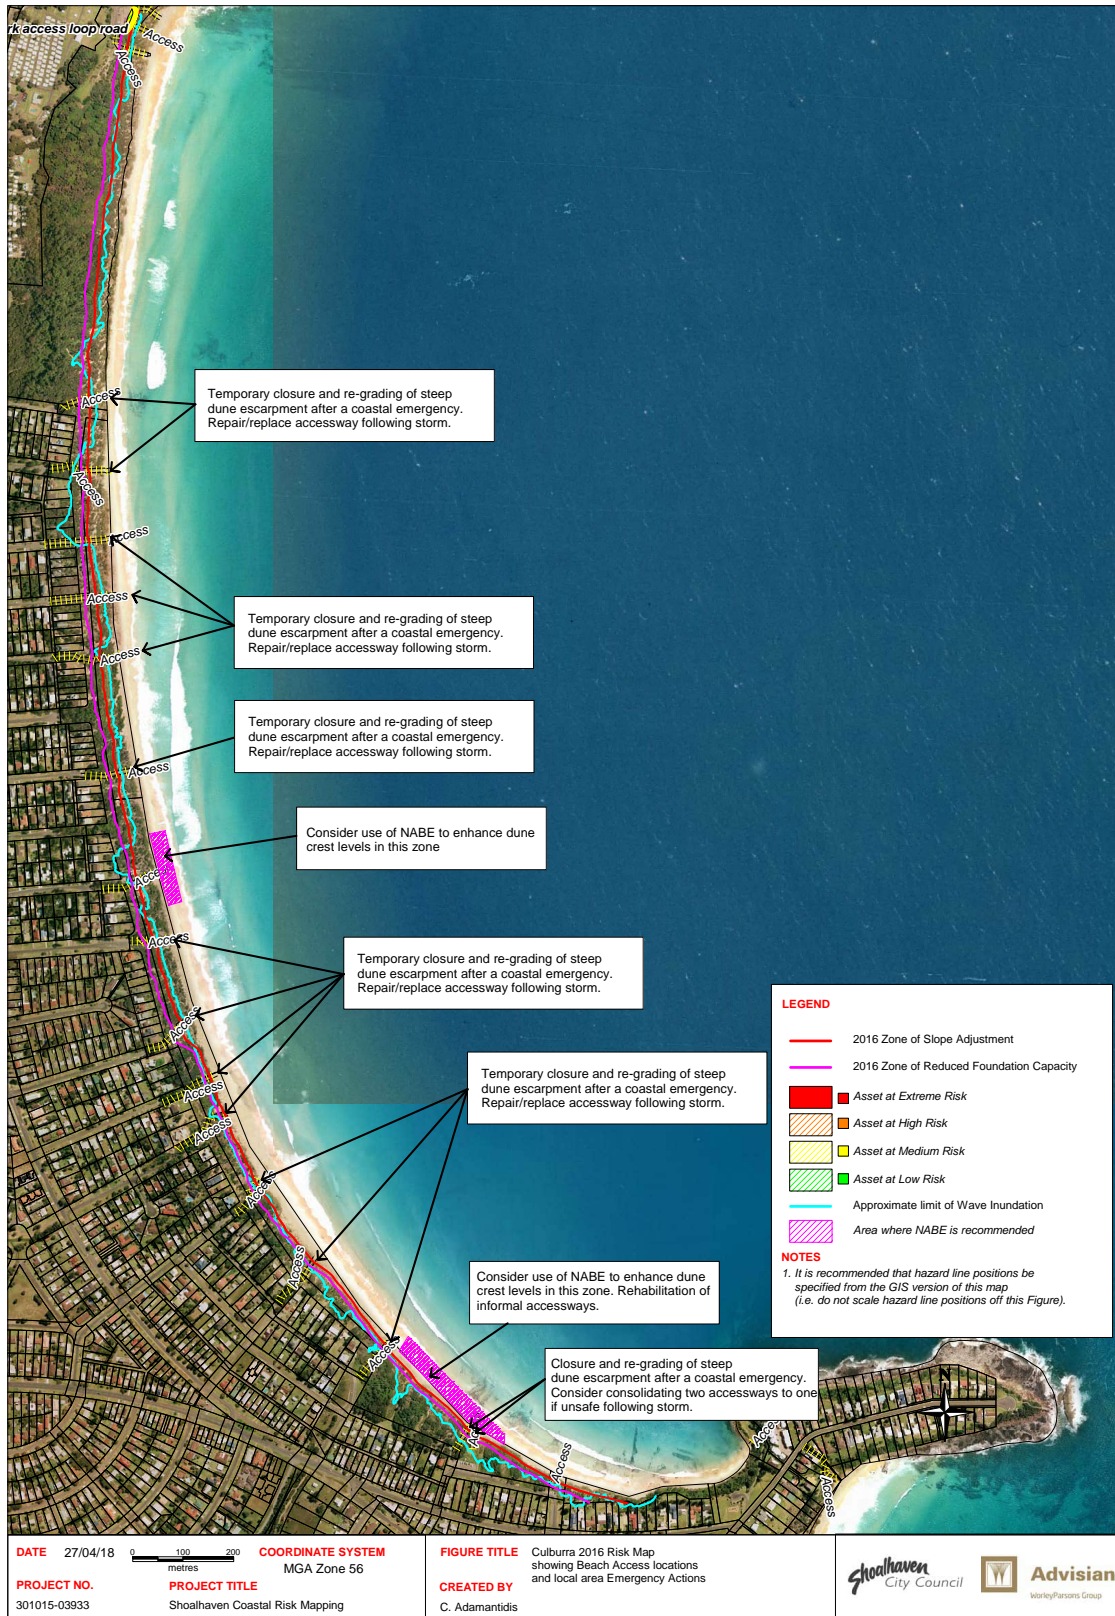 rk access loop road
Access
Access
Access
Temporary closure and re-grading of steep
dune escarpment after a coastal emergency.
Repair/replace accessway following storm.
Access
Access
Access
Temporary closure and re-grading of steep
dune escarpment after a coastal emergency.
Repair/replace accessway following storm.
Access
Temporary closure and re-grading of steep
dune escarpment after a coastal emergency.
Repair/replace accessway following storm.
Access
Consider use of NABE to enhance dune
crest levels in this zone
Access
Access
Temporary closure and re-grading of steep
dune escarpment after a coastal emergency.
Repair/replace accessway following storm.
Access
Access
Access
Temporary closure and re-grading of steep
dune escarpment after a coastal emergency.
Repair/replace accessway following storm.
Access
Access
Consider use of NABE to enhance dune
crest levels in this zone. Rehabilitation of
informal accessways.
Access
Closure and re-grading of steep
dune escarpment after a coastal emergency.
Consider consolidating two accessways to one
if unsafe following storm.
Access
Access
Access
N
LEGEND
2016 Zone of Slope Adjustment
2016 Zone of Reduced Foundation Capacity
Asset at Extreme Risk
Asset at High Risk
Asset at Medium Risk
Asset at Low Risk
Approximate limit of Wave Inundation
Area where NABE is recommended
NOTES
1. It is recommended that hazard line positions be
specified from the GIS version of this map
(i.e. do not scale hazard line positions off this Figure).
DATE 27/04/18
0 100 200
metres
COORDINATE SYSTEM
MGA Zone 56
PROJECT NO.
301015-03933
PROJECT TITLE
Shoalhaven Coastal Risk Mapping
FIGURE TITLE Culburra 2016 Risk Map
showing Beach Access locations
and local area Emergency Actions
CREATED BY
C. Adamantidis
Shoalhaven
City Council
Advisian
WorleyParsons Group